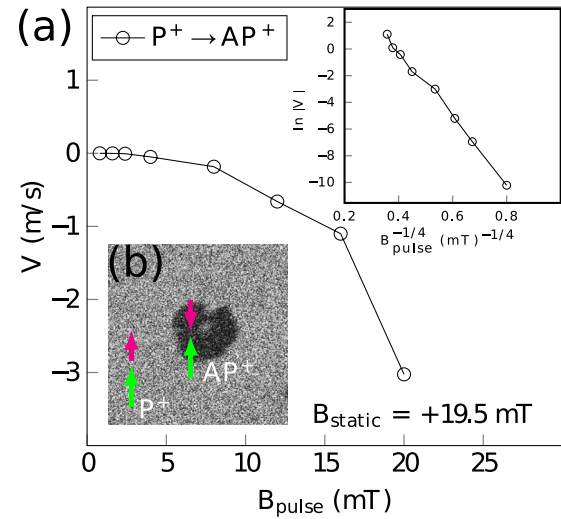 (a)
P⁺ → AP⁺
1
0
−1
−2
−3
V (m/s)
0 5 10 15 20 25
B_pulse (mT)
B_static = +19.5 mT
(b)
P⁺
AP⁺
2
0
−2
−4
−6
−8
−10
ln |V|
0.2 0.4 0.6 0.8 1
B_pulse^−1/4 (mT)^−1/4